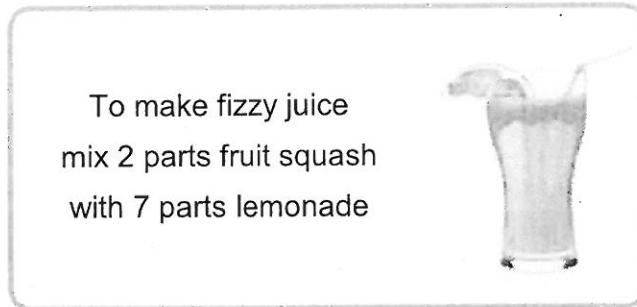 To make fizzy juice
mix 2 parts fruit squash
with 7 parts lemonade